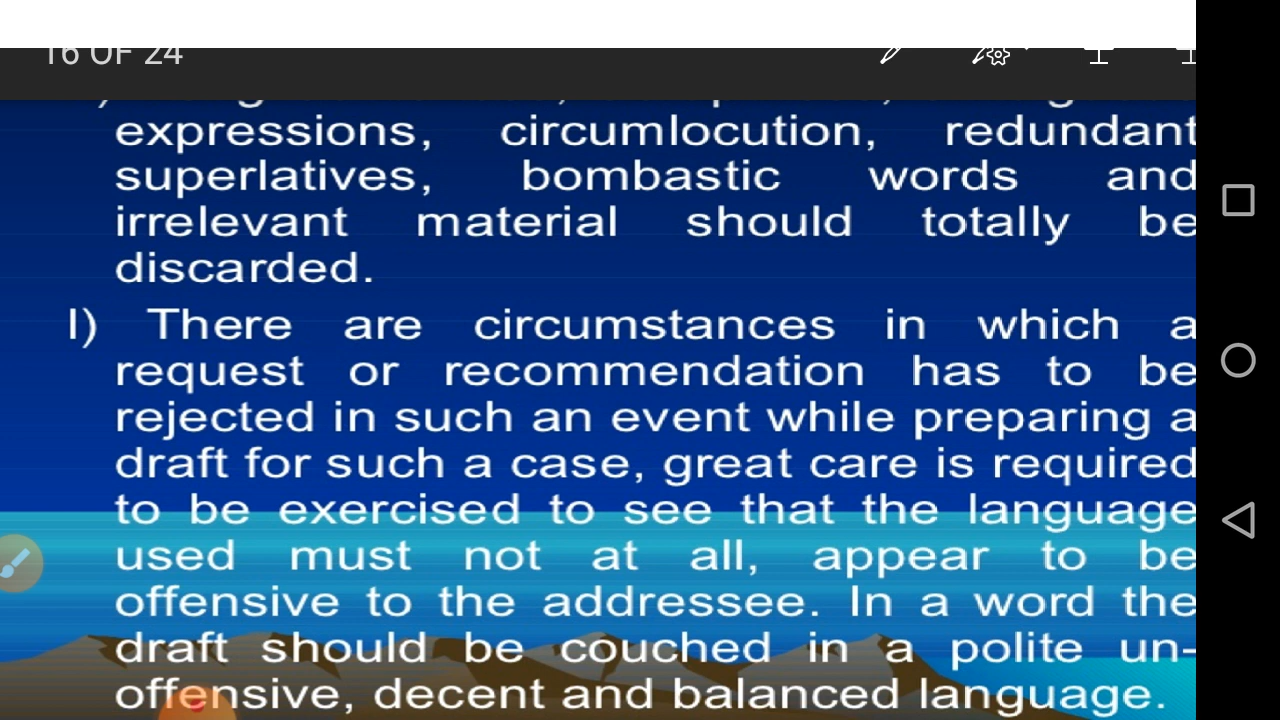 16 OF 24
expressions, circumlocution, redundant
superlatives, bombastic words and
irrelevant material should totally be
discarded.
I) There are circumstances in which a
request or recommendation has to be
rejected in such an event while preparing a
draft for such a case, great care is required
to be exercised to see that the language
used must not at all, appear to be
offensive to the addressee. In a word the
draft should be couched in a polite un-
offensive, decent and balanced language.